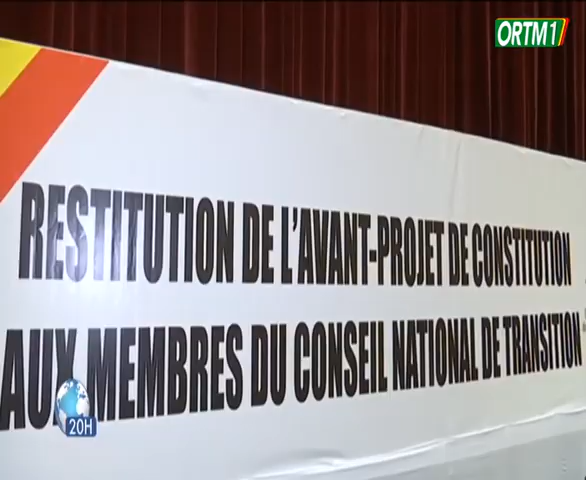 ORTM1
RESTITUTION DE L'AVANT-PROJET DE CONSTITUTION
AUX MEMBRES DU CONSEIL NATIONAL DE TRANSITION
20H